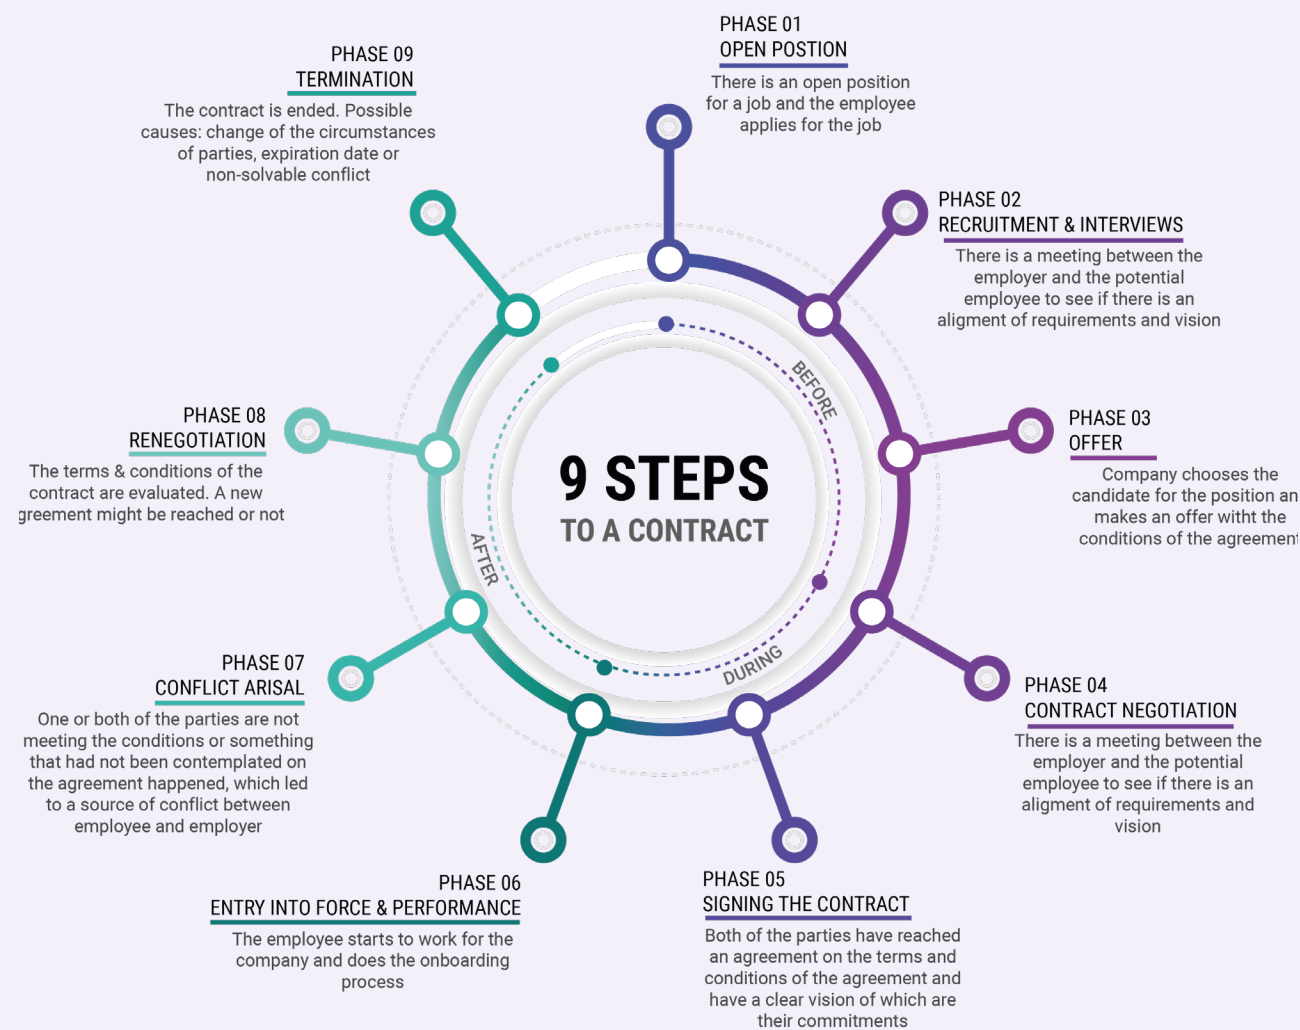 PHASE 01
OPEN POSTION
There is an open position
for a job and the employee
applies for the job
PHASE 02
RECRUITMENT & INTERVIEWS
There is a meeting between the
employer and the potential
employee to see if there is an
aligment of requirements and vision
PHASE 03
OFFER
Company chooses the
candidate for the position an
makes an offer witht the
conditions of the agreement
PHASE 04
CONTRACT NEGOTIATION
There is a meeting between the
employer and the potential
employee to see if there is an
aligment of requirements and
vision
PHASE 05
SIGNING THE CONTRACT
Both of the parties have reached
an agreement on the terms and
conditions of the agreement and
have a clear vision of which are
their commitments
PHASE 06
ENTRY INTO FORCE & PERFORMANCE
The employee starts to work for the
company and does the onboarding
process
PHASE 07
CONFLICT ARISAL
One or both of the parties are not
meeting the conditions or something
that had not been contemplated on
the agreement happened, which led
to a source of conflict between
employee and employer
PHASE 08
RENEGOTIATION
The terms & conditions of the
contract are evaluated. A new
greement might be reached or not
PHASE 09
TERMINATION
The contract is ended. Possible
causes: change of the circumstances
of parties, expiration date or
non-solvable conflict
BEFORE
DURING
AFTER
9 STEPS
TO A CONTRACT